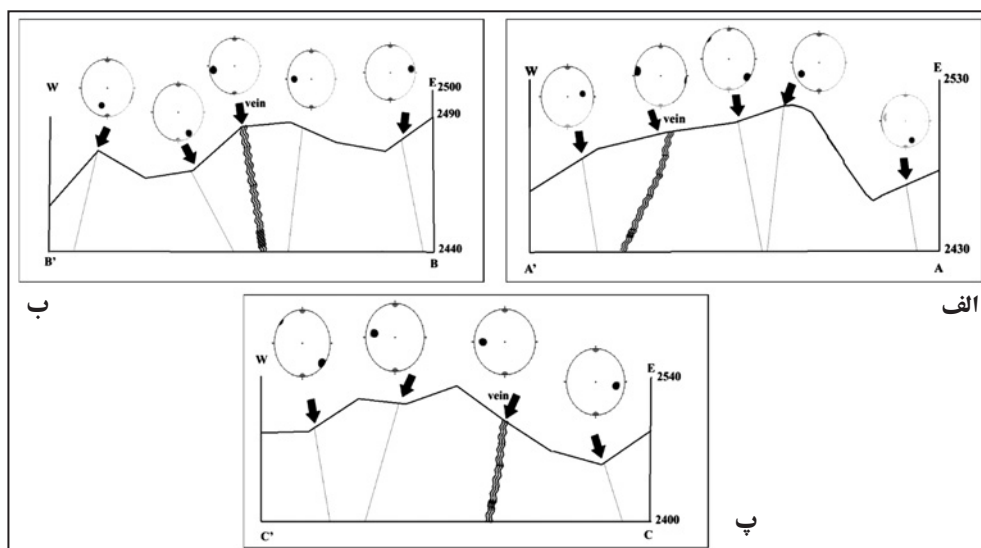 W
vein
E
2500
2490
2440
B'
B
ب
W
vein
E
2530
2430
A'
A
الف
W
vein
E
2540
2400
C'
C
پ